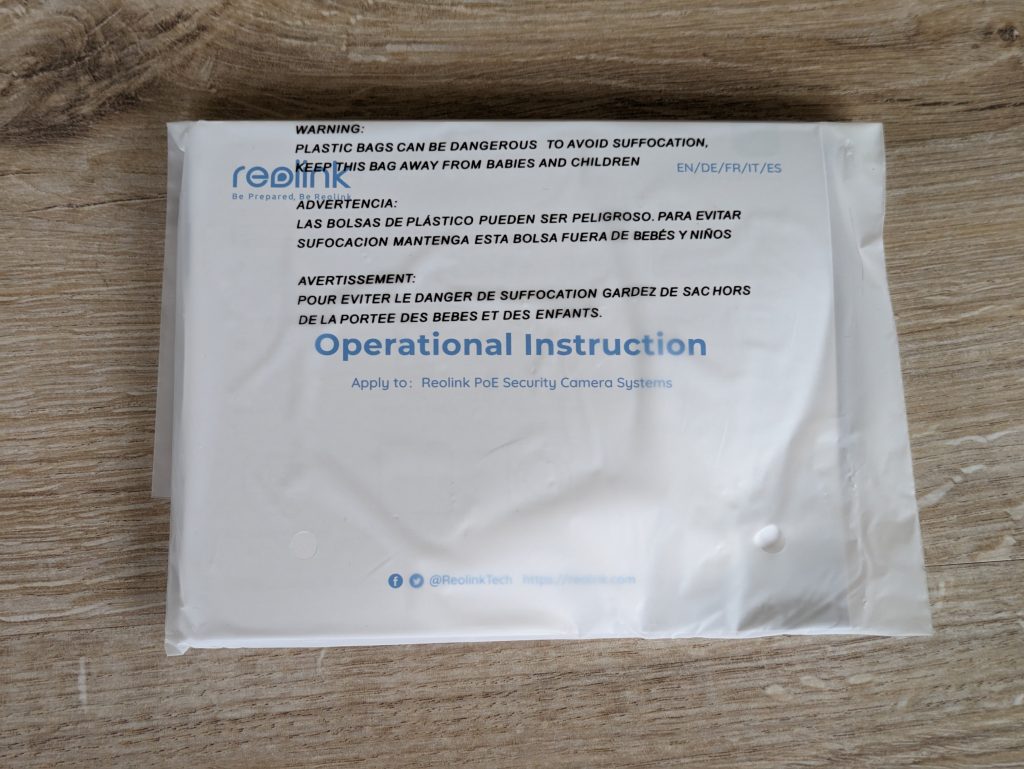 WARNING:
PLASTIC BAGS CAN BE DANGEROUS TO AVOID SUFFOCATION,
KEEP THIS BAG AWAY FROM BABIES AND CHILDREN
reolink
Be Prepared, Be Reolink
EN/DE/FR/IT/ES
ADVERTENCIA:
LAS BOLSAS DE PLÁSTICO PUEDEN SER PELIGROSO. PARA EVITAR
SUFOCACION MANTENGA ESTA BOLSA FUERA DE BEBÉS Y NIÑOS
AVERTISSEMENT:
POUR EVITER LE DANGER DE SUFFOCATION GARDEZ DE SAC HORS
DE LA PORTEE DES BEBES ET DES ENFANTS.
Operational Instruction
Apply to: Reolink PoE Security Camera Systems
@ReolinkTech https://reolink.com